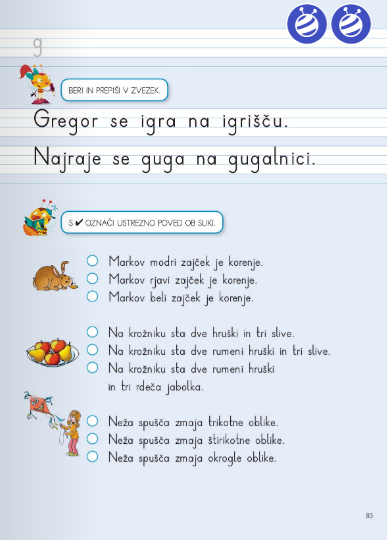 g
BERI IN PREPIŠI V ZVEZEK.
Gregor se igra na igrišču.
Najraje se guga na gugalnici.
S ✔ OZNAČI USTREZNO POVED OB SLIKI.
Markov modri zajček je korenje.
Markov rjavi zajček je korenje.
Markov beli zajček je korenje.
Na krožniku sta dve hruški in tri slive.
Na krožniku sta dve rumeni hruški in tri slive.
Na krožniku sta dve rumeni hruški
in tri rdeča jabolka.
Neža spušča zmaja trikotne oblike.
Neža spušča zmaja štirikotne oblike.
Neža spušča zmaja okrogle oblike.
83